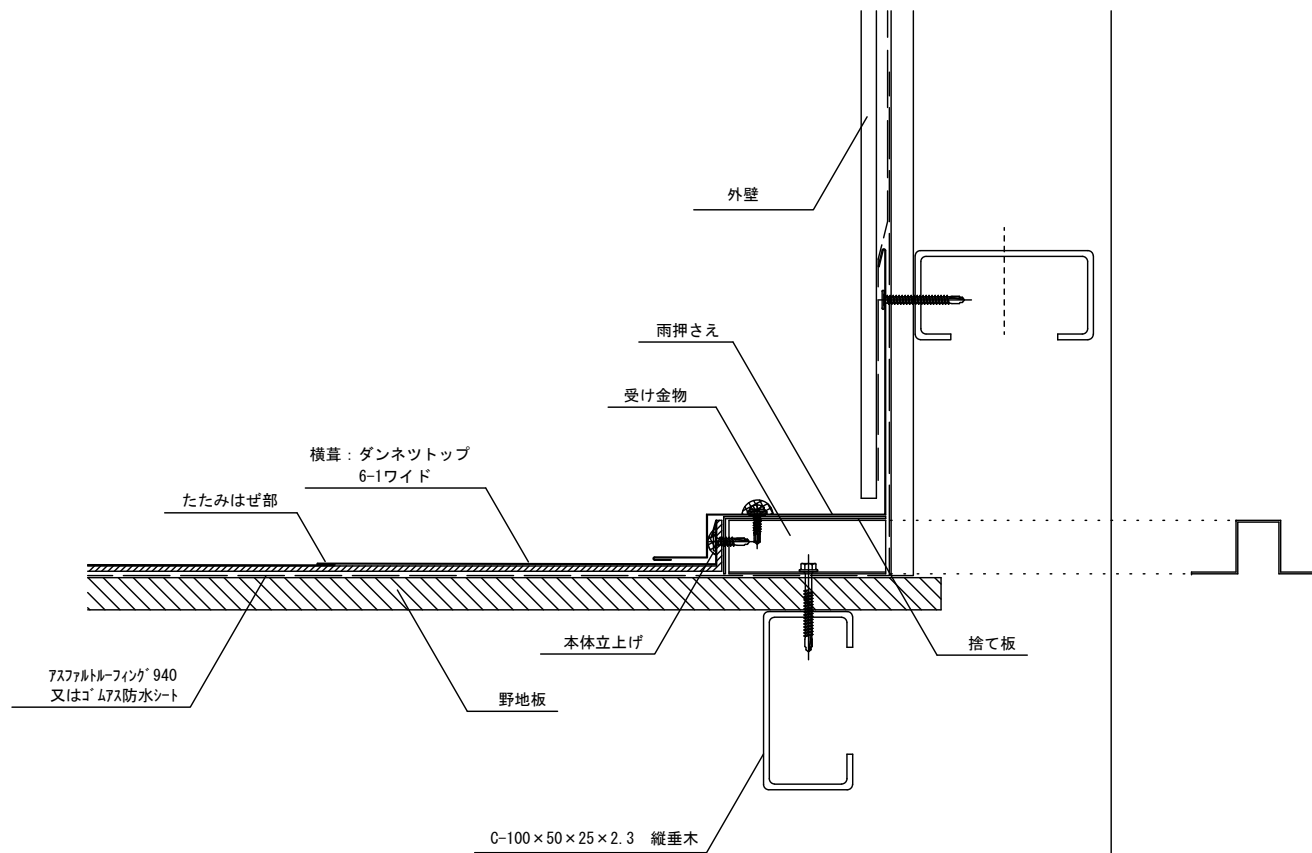 外壁
雨押さえ
受け金物
横葺：ダンネツトップ
6-1ワイド
たたみはぜ部
本体立上げ
捨て板
ｱｽﾌｧﾙﾄﾙｰﾌｨﾝｸﾞ940
又はｺﾞﾑｱｽ防水ｼｰﾄ
野地板
C-100×50×25×2.3　縦垂木